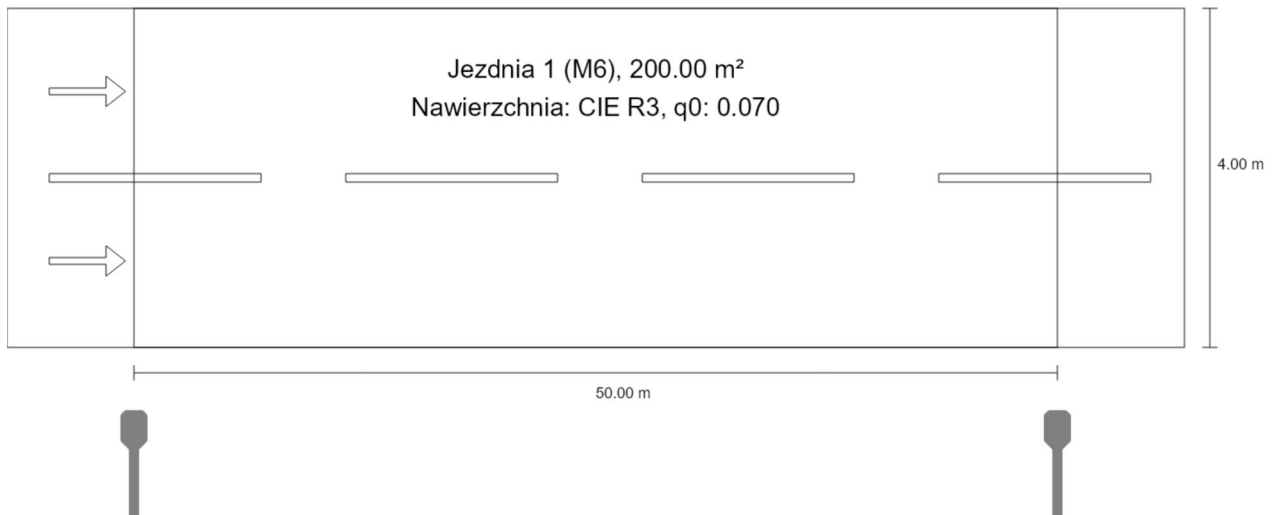 Jezdnia 1 (M6), 200.00 m²
Nawierzchnia: CIE R3, q0: 0.070
4.00 m
50.00 m